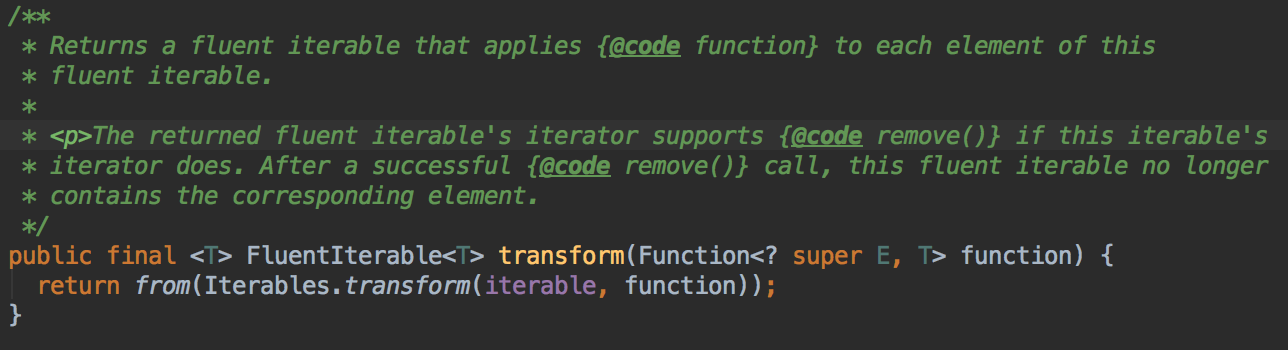 /**
 * Returns a fluent iterable that applies {@code function} to each element of this
 * fluent iterable.
 *
 * <p>The returned fluent iterable's iterator supports {@code remove()} if this iterable's
 * iterator does. After a successful {@code remove()} call, this fluent iterable no longer
 * contains the corresponding element.
 */
public final <T> FluentIterable<T> transform(Function<? super E, T> function) {
  return from(Iterables.transform(iterable, function));
}